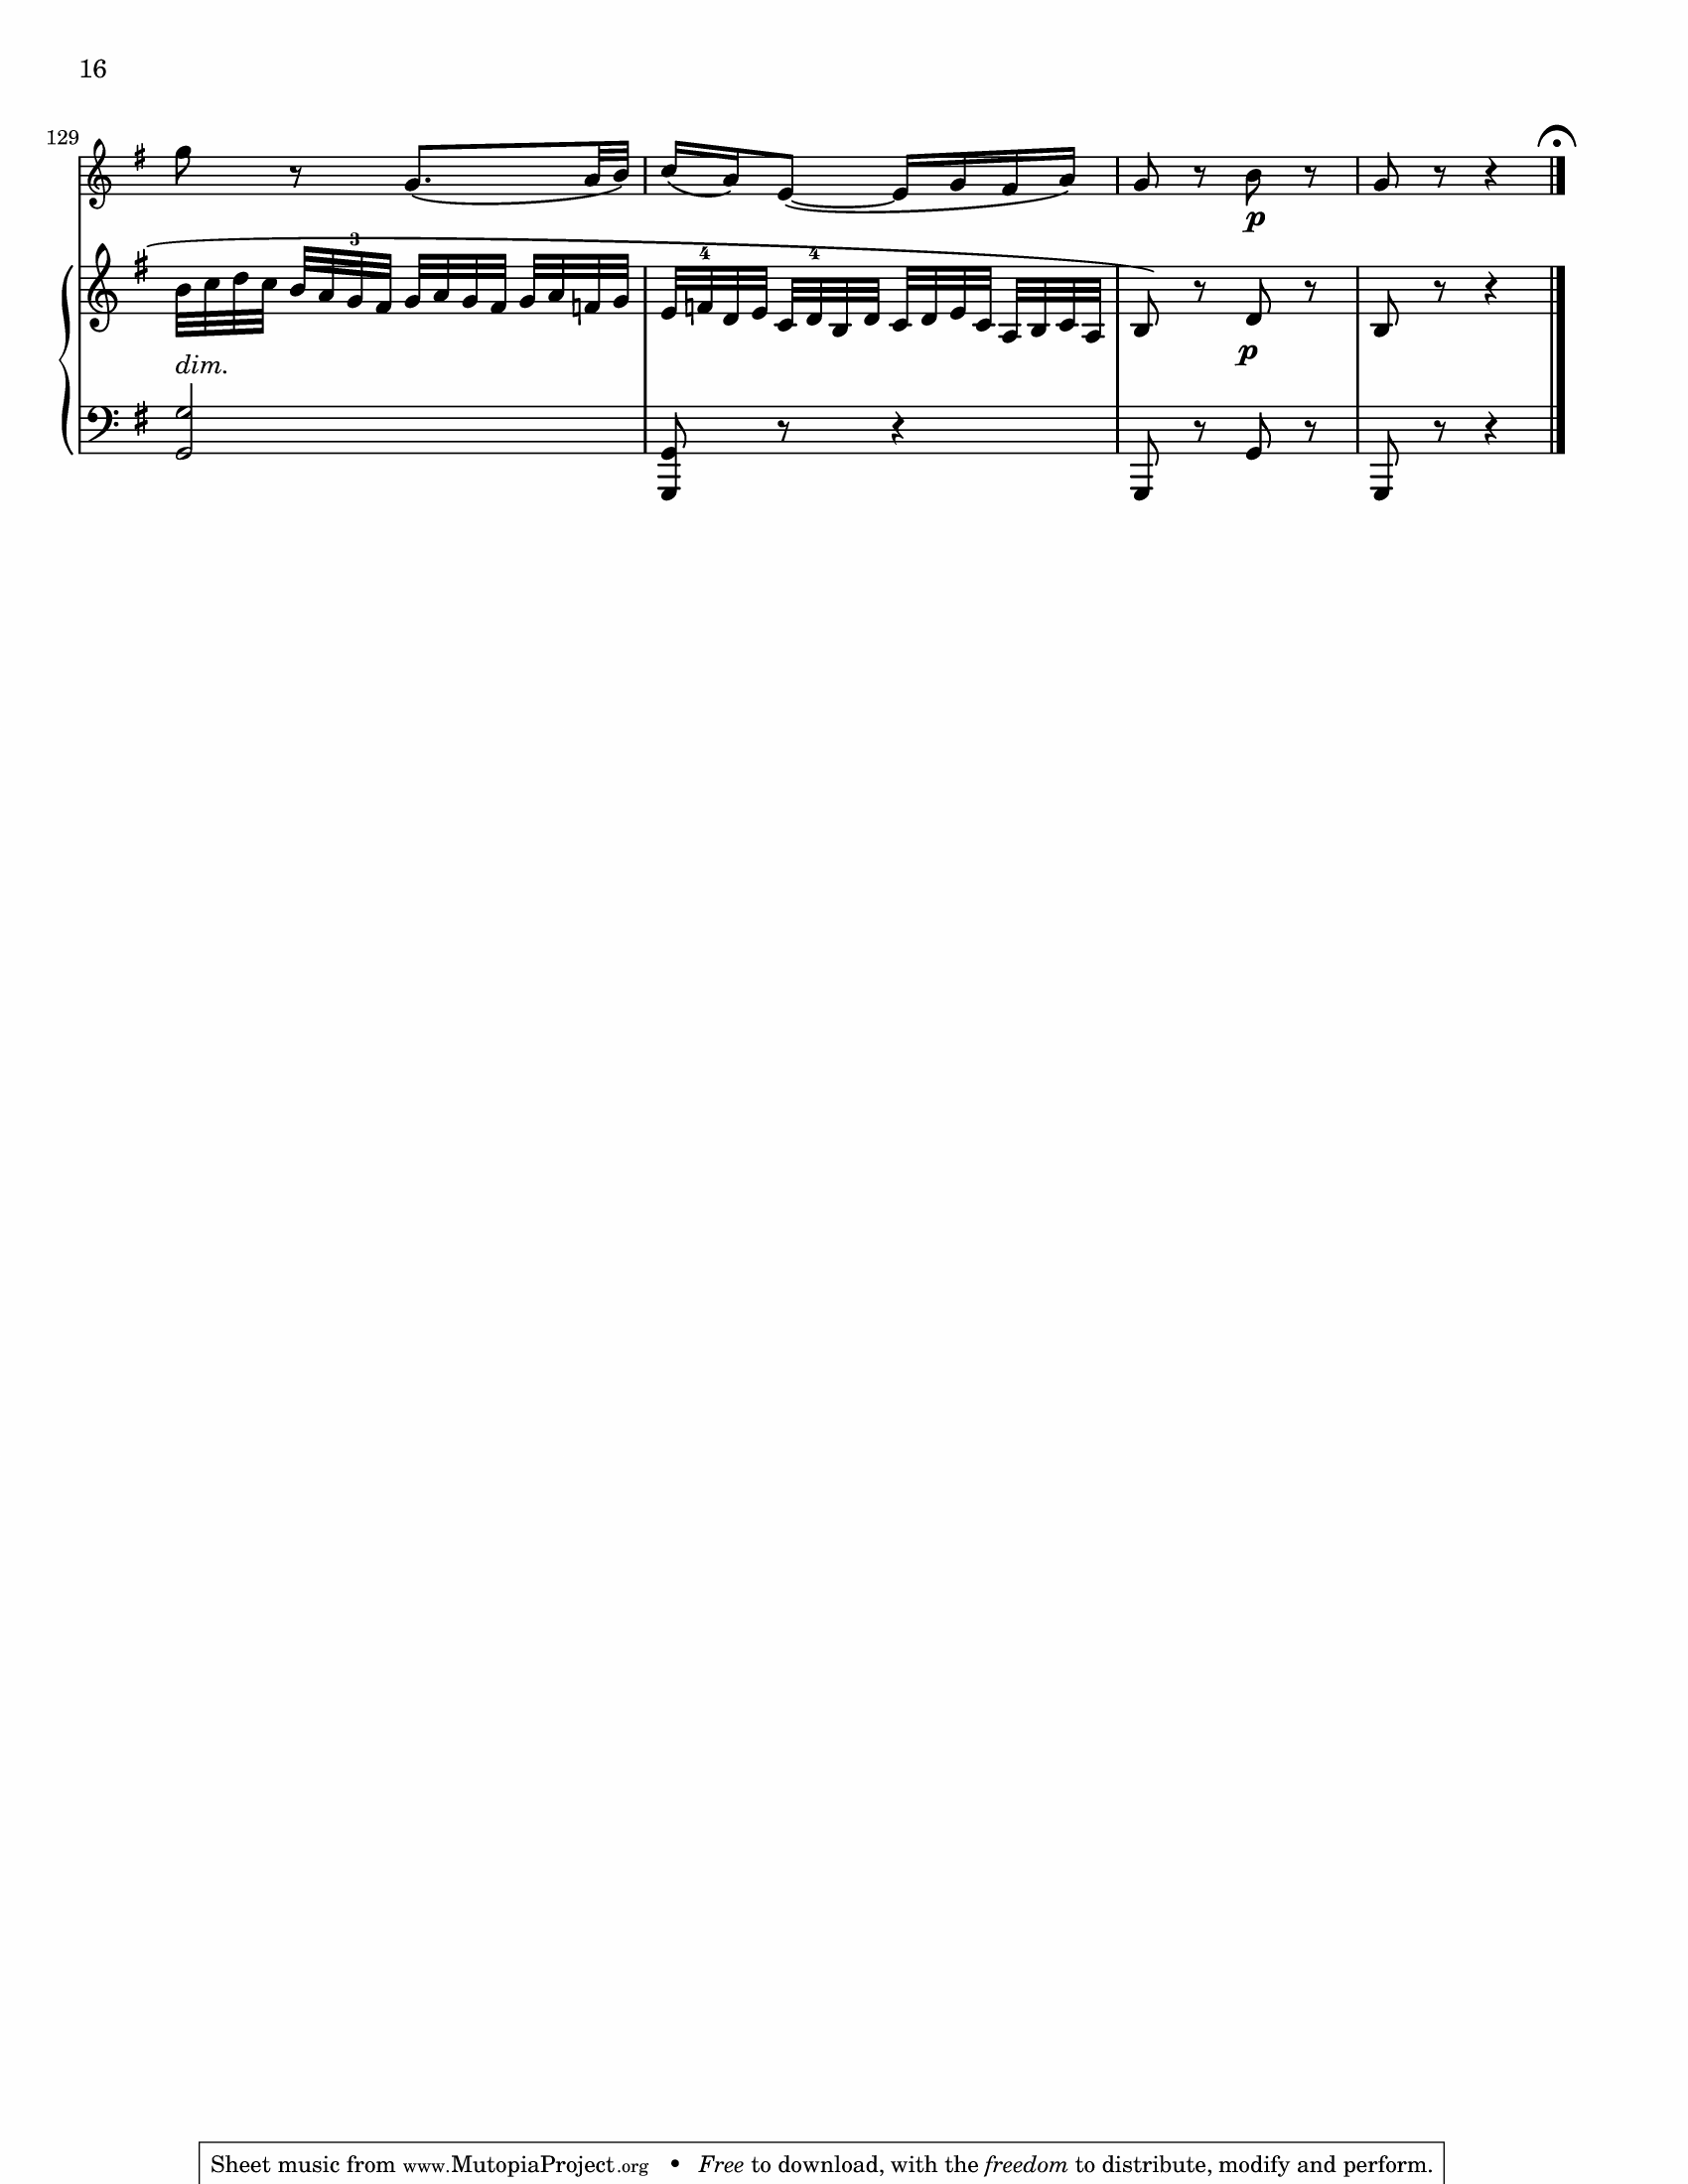 16
129
3
4 4
p
dim.
p
Sheet music from www.MutopiaProject.org • Free to download, with the freedom to distribute, modify and perform.